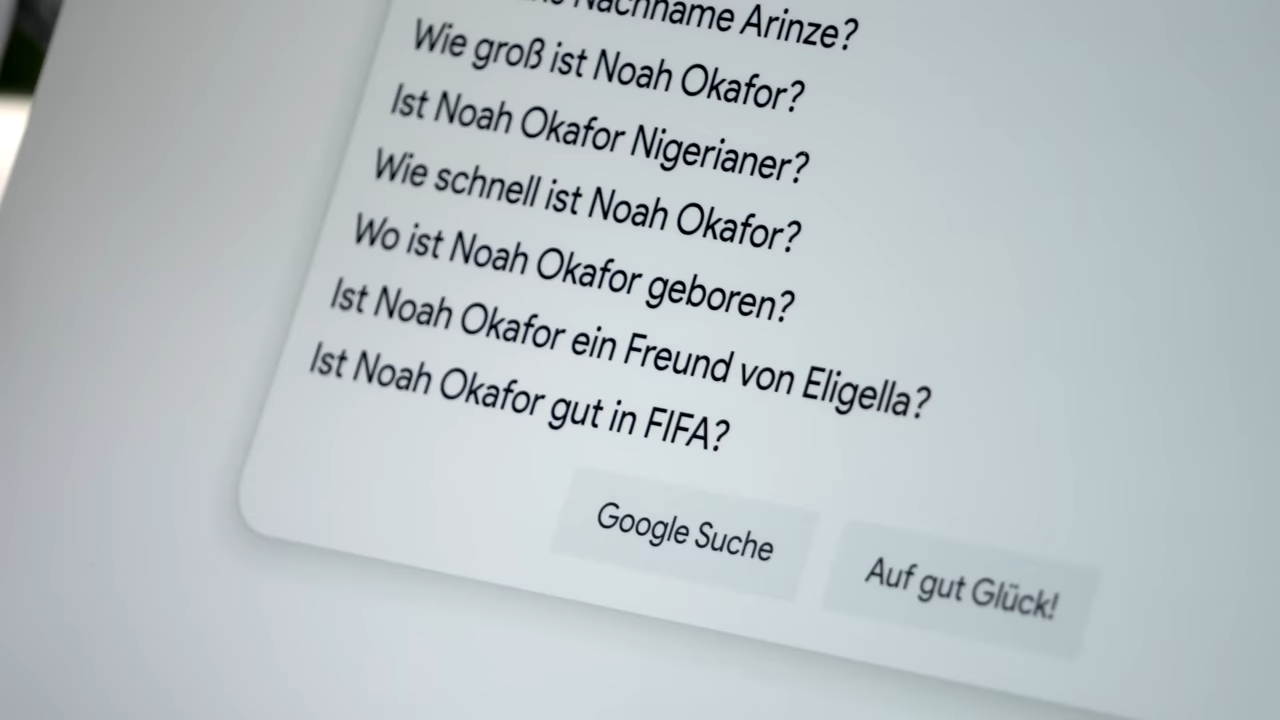 Nachname Arinze?
Wie groß ist Noah Okafor?
Ist Noah Okafor Nigerianer?
Wie schnell ist Noah Okafor?
Wo ist Noah Okafor geboren?
Ist Noah Okafor ein Freund von Eligella?
Ist Noah Okafor gut in FIFA?
Google Suche
Auf gut Glück!